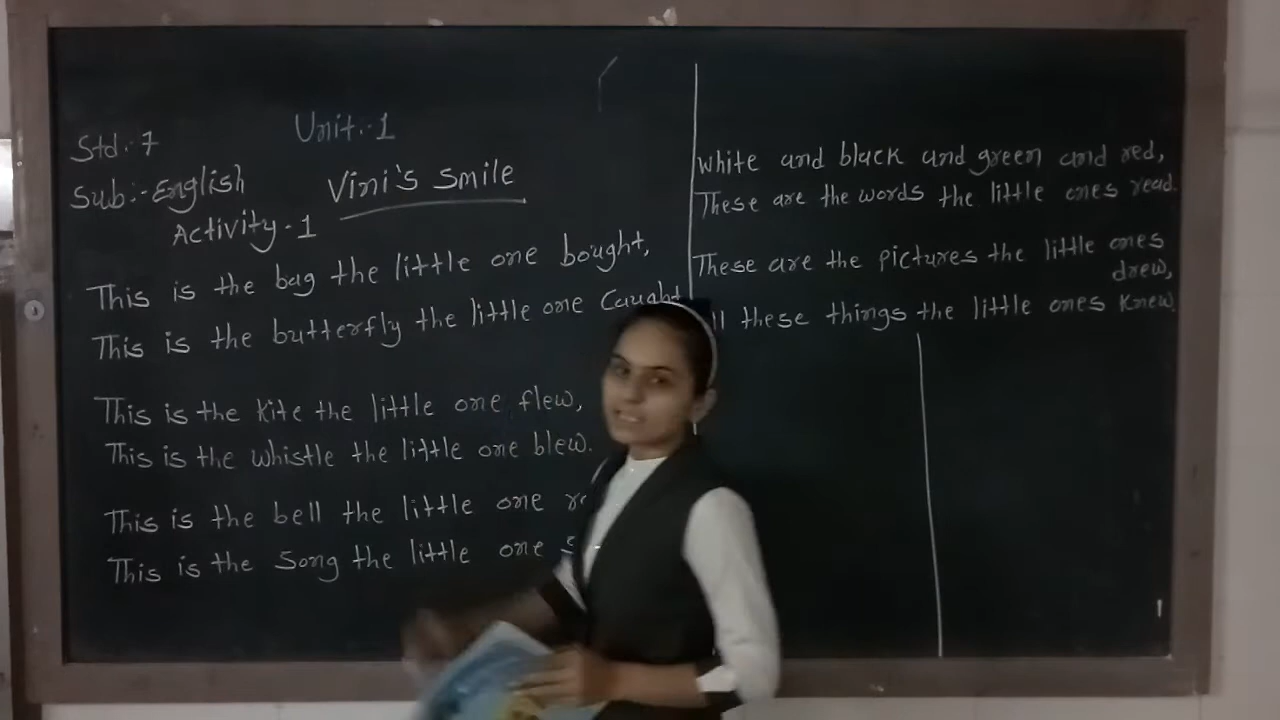 Std:-7
Unit:-1
Sub:-English
Vini's Smile
Activity-1
This is the bag the little one bought,
This is the butterfly the little one Caught
This is the kite the little one flew,
This is the whistle the little one blew.
This is the bell the little one
This is the Song the little one
White and black and green and red,
These are the words the little ones read.
These are the pictures the little ones
drew,
these things the little ones Knew.